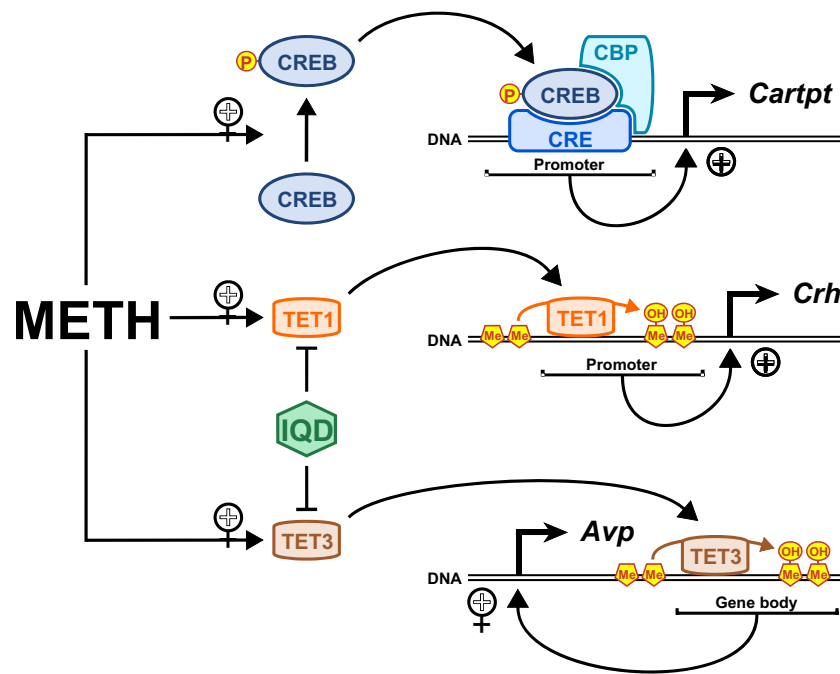 P CREB
CBP
P CREB
Cartpt
DNA
CRE
Promoter
CREB
METH
TET1
TET1
OH OH
Crh
DNA
Me Me
Me Me
Promoter
IQD
TET3
Avp
TET3
OH OH
DNA
Me Me
Me Me
Gene body